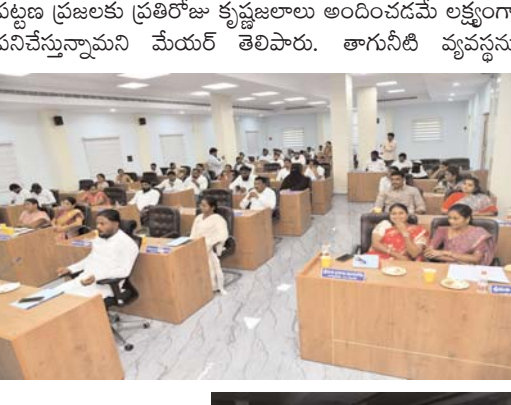 పట్టణ ప్రజలకు ప్రతిరోజు కృష్ణజలాలు అందించడమే లక్ష్యంగా
పనిచేస్తున్నామని మేయర్ తెలిపారు. తాగునీటి వ్యవస్థను